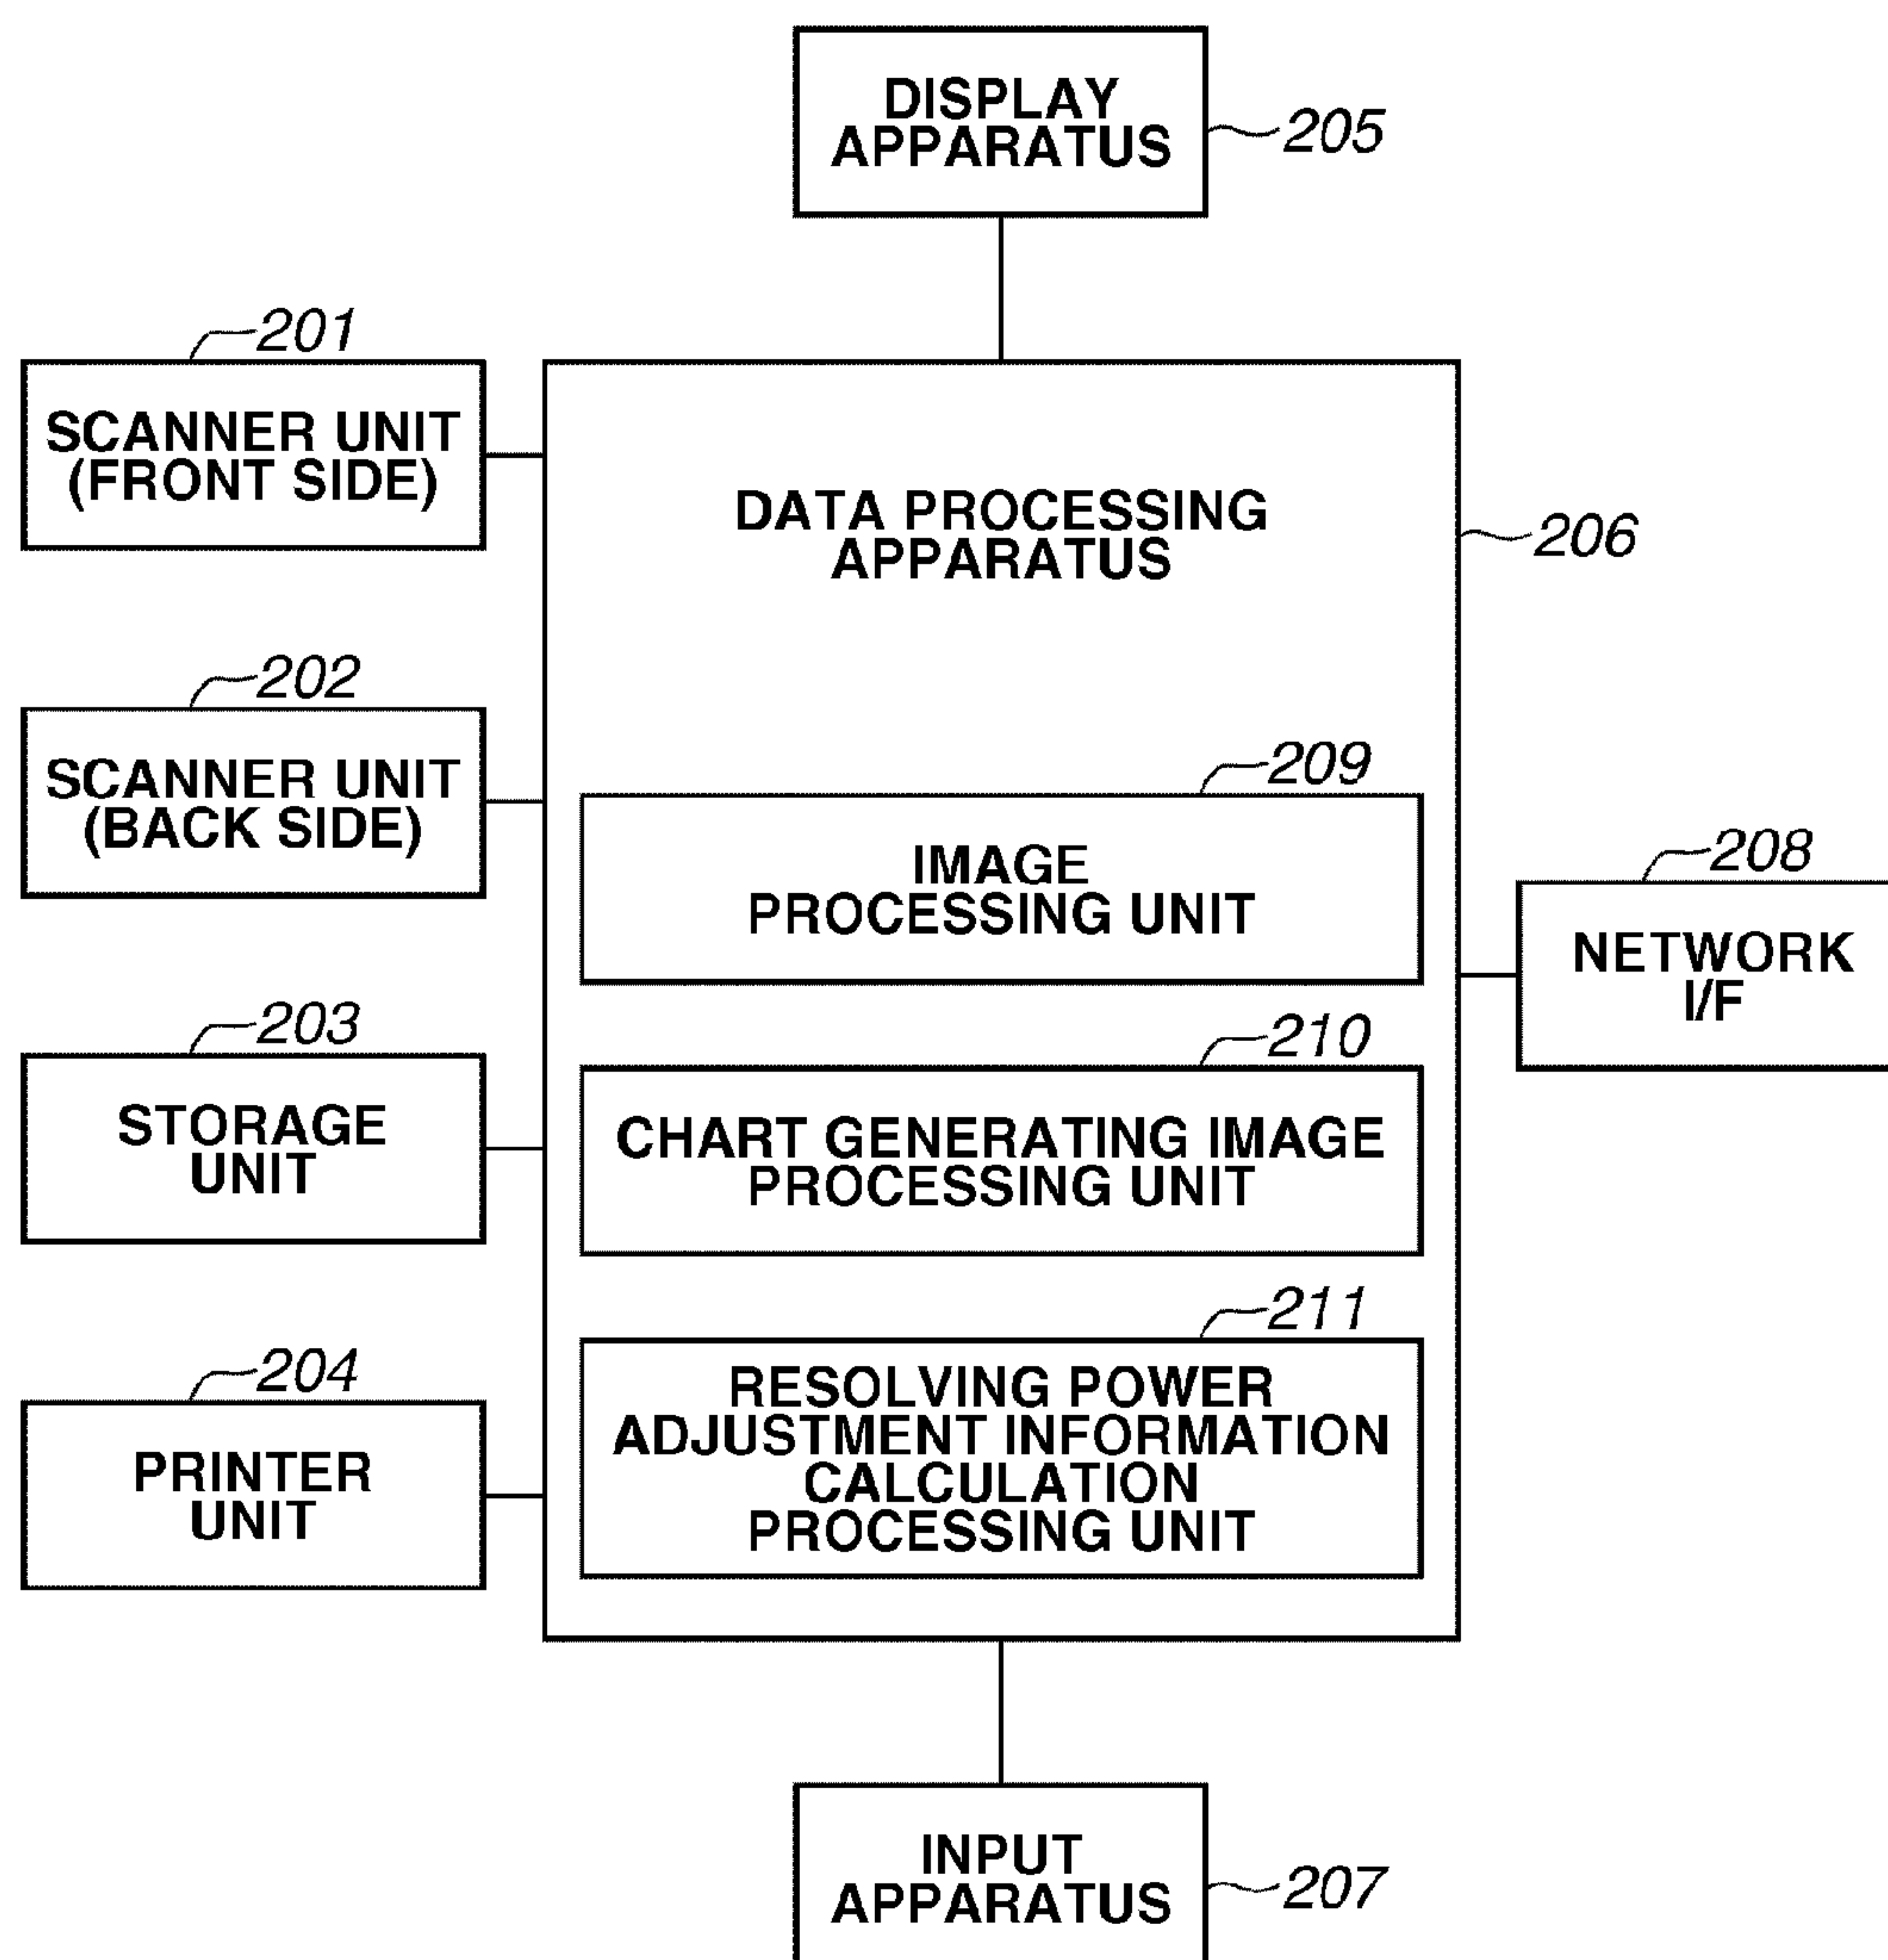 DISPLAY
APPARATUS
205
201
SCANNER UNIT
(FRONT SIDE)
DATA PROCESSING
APPARATUS
206
202
SCANNER UNIT
(BACK SIDE)
209
IMAGE
PROCESSING UNIT
208
NETWORK
I/F
203
STORAGE
UNIT
210
CHART GENERATING IMAGE
PROCESSING UNIT
204
PRINTER
UNIT
211
RESOLVING POWER
ADJUSTMENT INFORMATION
CALCULATION
PROCESSING UNIT
INPUT
APPARATUS
207